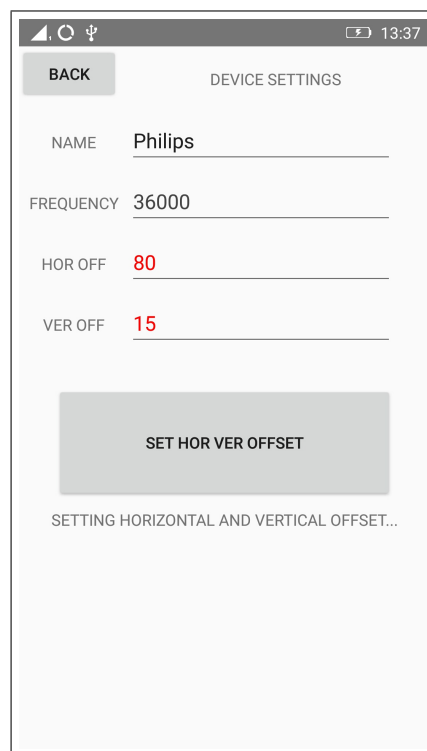 13:37
BACK
DEVICE SETTINGS
NAME Philips
FREQUENCY 36000
HOR OFF 80
VER OFF 15
SET HOR VER OFFSET
SETTING HORIZONTAL AND VERTICAL OFFSET...